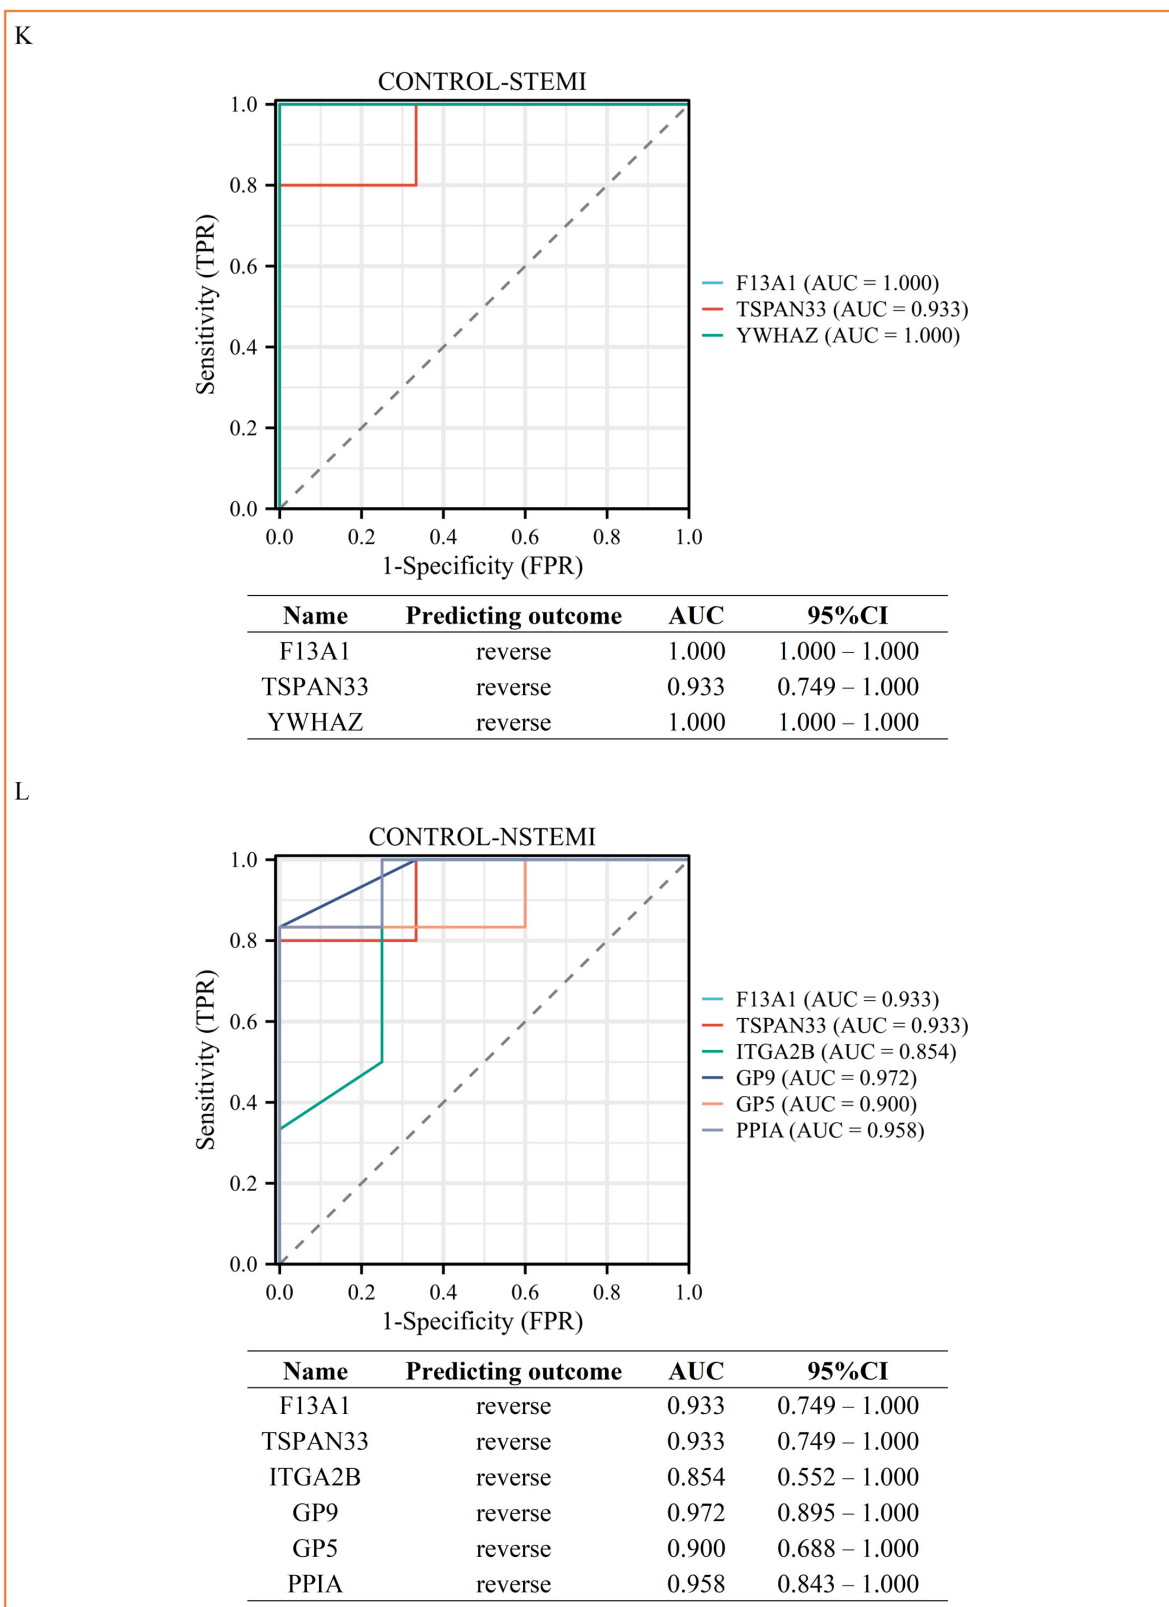 K
CONTROL-STEMI
1.0
0.8
0.6
0.4
0.2
0.0
Sensitivity (TPR)
0.0 0.2 0.4 0.6 0.8 1.0
1-Specificity (FPR)
F13A1 (AUC = 1.000)
TSPAN33 (AUC = 0.933)
YWHAZ (AUC = 1.000)
Name Predicting outcome AUC 95%CI
F13A1 reverse 1.000 1.000 – 1.000
TSPAN33 reverse 0.933 0.749 – 1.000
YWHAZ reverse 1.000 1.000 – 1.000
L
CONTROL-NSTEMI
1.0
0.8
0.6
0.4
0.2
0.0
Sensitivity (TPR)
0.0 0.2 0.4 0.6 0.8 1.0
1-Specificity (FPR)
F13A1 (AUC = 0.933)
TSPAN33 (AUC = 0.933)
ITGA2B (AUC = 0.854)
GP9 (AUC = 0.972)
GP5 (AUC = 0.900)
PPIA (AUC = 0.958)
Name Predicting outcome AUC 95%CI
F13A1 reverse 0.933 0.749 – 1.000
TSPAN33 reverse 0.933 0.749 – 1.000
ITGA2B reverse 0.854 0.552 – 1.000
GP9 reverse 0.972 0.895 – 1.000
GP5 reverse 0.900 0.688 – 1.000
PPIA reverse 0.958 0.843 – 1.000